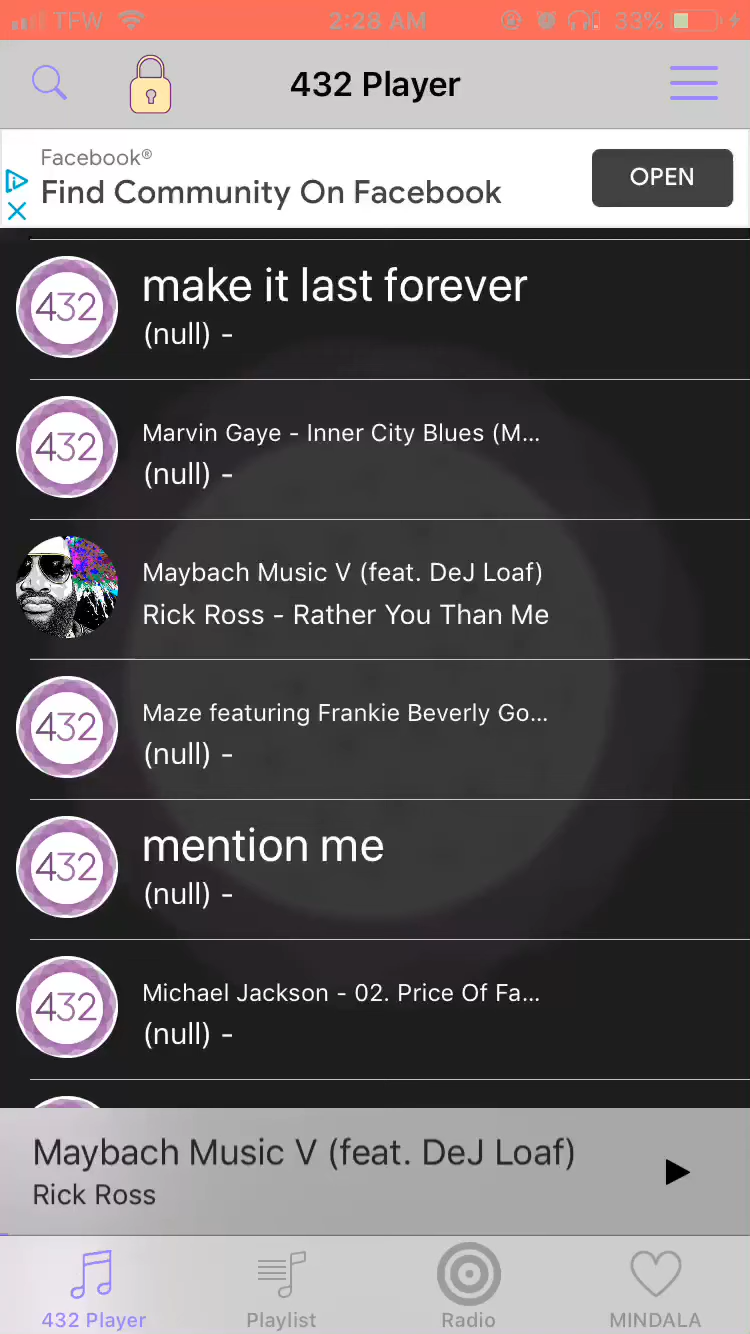 TFW 2:28 AM 33%
432 Player
Facebook®
Find Community On Facebook
OPEN
432
make it last forever
(null) -
432
Marvin Gaye - Inner City Blues (M...
(null) -
Maybach Music V (feat. DeJ Loaf)
Rick Ross - Rather You Than Me
432
Maze featuring Frankie Beverly Go...
(null) -
432
mention me
(null) -
432
Michael Jackson - 02. Price Of Fa...
(null) -
Maybach Music V (feat. DeJ Loaf)
Rick Ross
432 Player Playlist Radio MINDALA